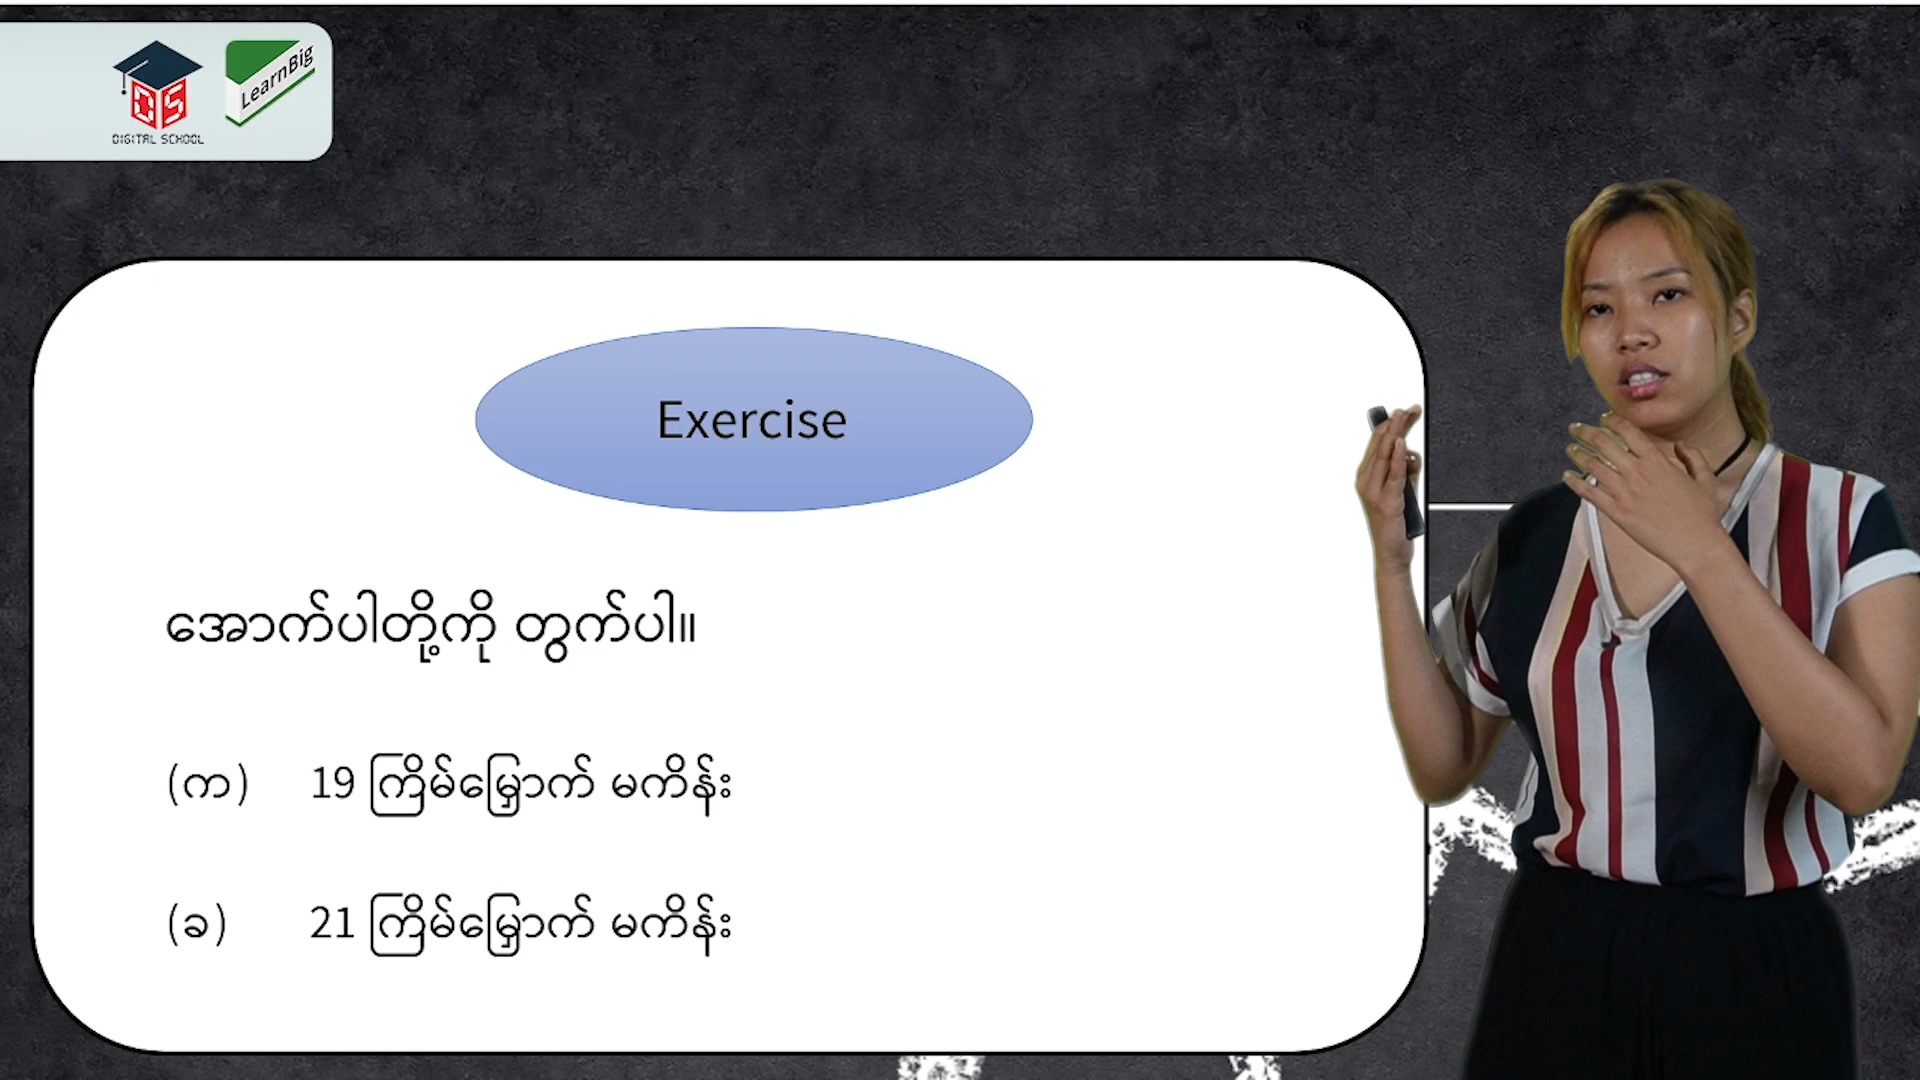 DIGITAL SCHOOL
LearnBig
Exercise
အောက်ပါတို့ကို တွက်ပါ။
(က) 19 ကြိမ်မြှောက် မကိန်း
(ခ) 21 ကြိမ်မြှောက် မကိန်း